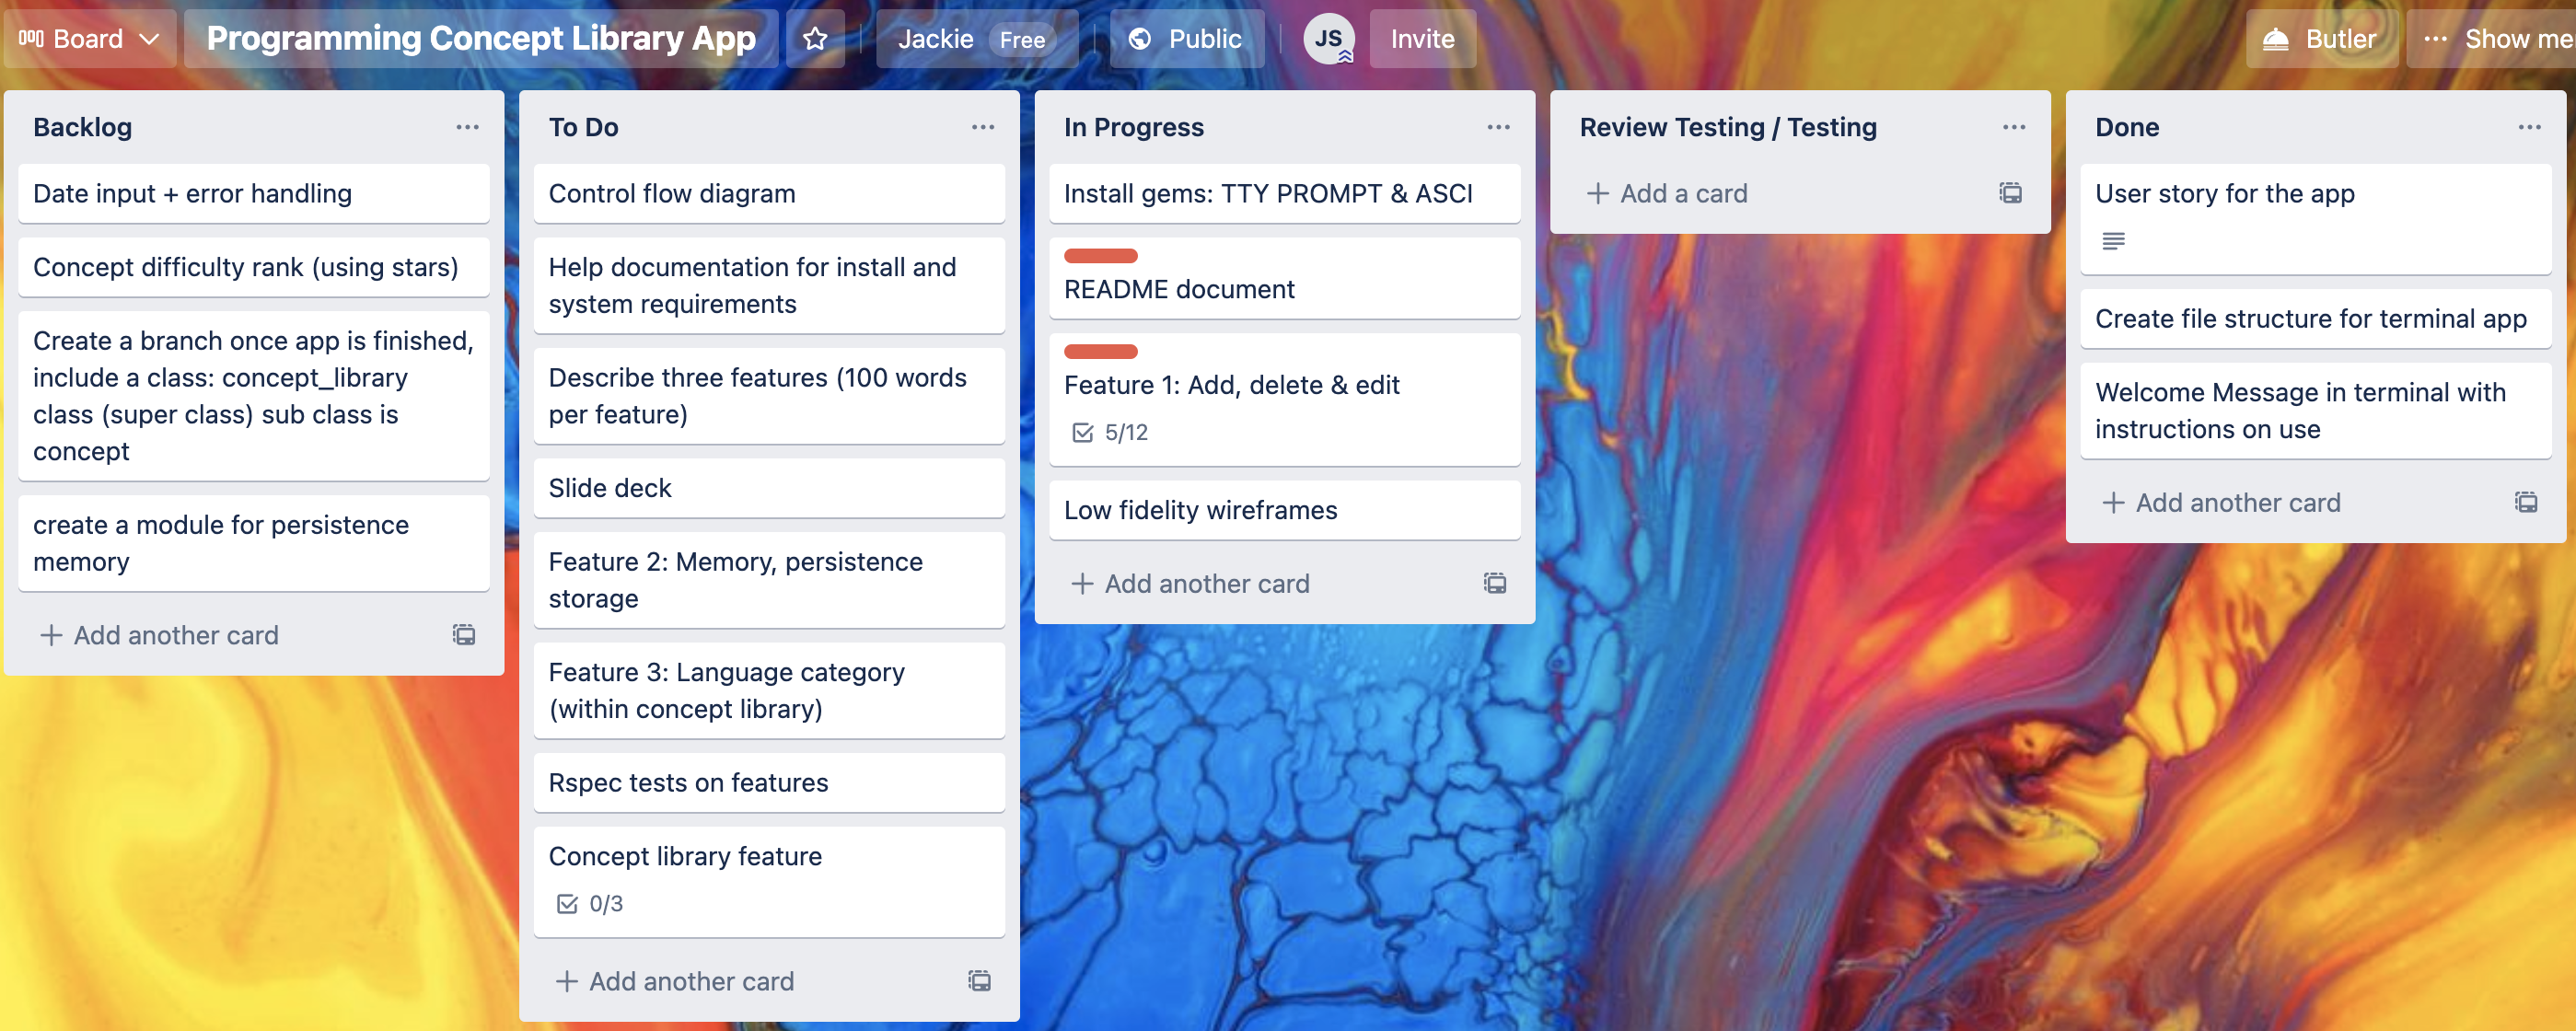 Board
Programming Concept Library App
Jackie Free
Public
JS
Invite
Butler
Show me
Backlog
Date input + error handling
Concept difficulty rank (using stars)
Create a branch once app is finished,
include a class: concept_library
class (super class) sub class is
concept
create a module for persistence
memory
Add another card
To Do
Control flow diagram
Help documentation for install and
system requirements
Describe three features (100 words
per feature)
Slide deck
Feature 2: Memory, persistence
storage
Feature 3: Language category
(within concept library)
Rspec tests on features
Concept library feature
0/3
Add another card
In Progress
Install gems: TTY PROMPT & ASCI
README document
Feature 1: Add, delete & edit
5/12
Low fidelity wireframes
Add another card
Review Testing / Testing
Add a card
Done
User story for the app
Create file structure for terminal app
Welcome Message in terminal with
instructions on use
Add another card